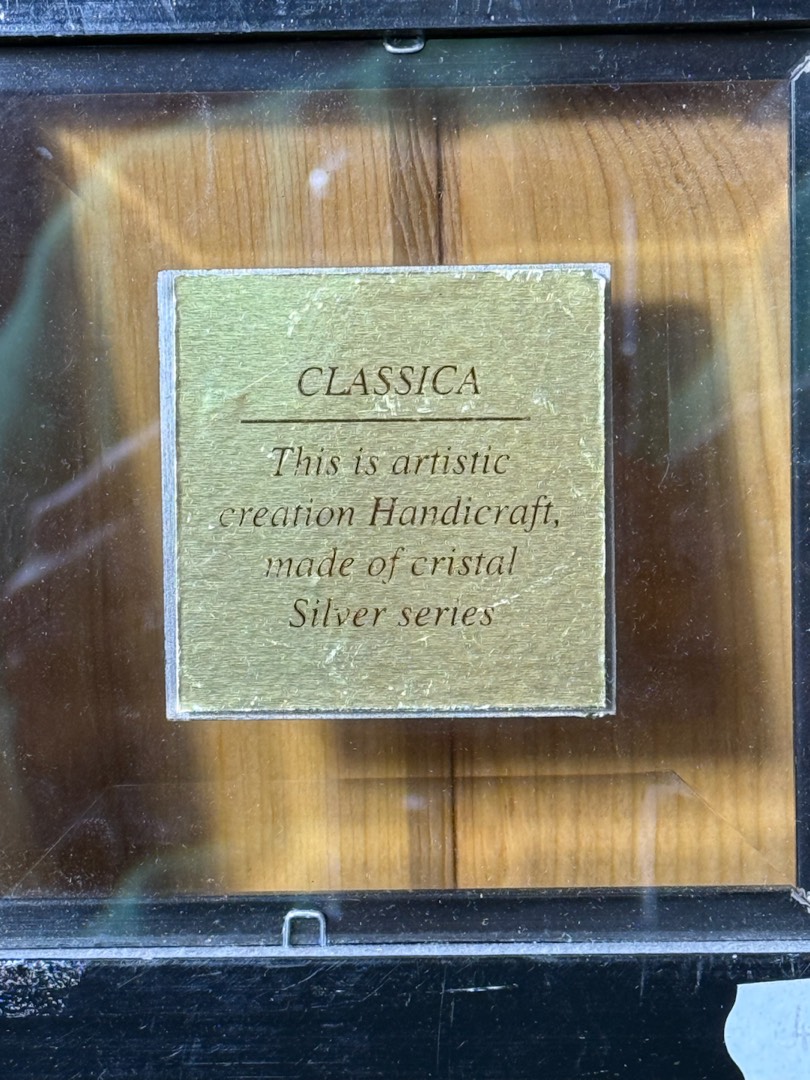 CLASSICA
This is artistic
creation Handicraft,
made of cristal
Silver series